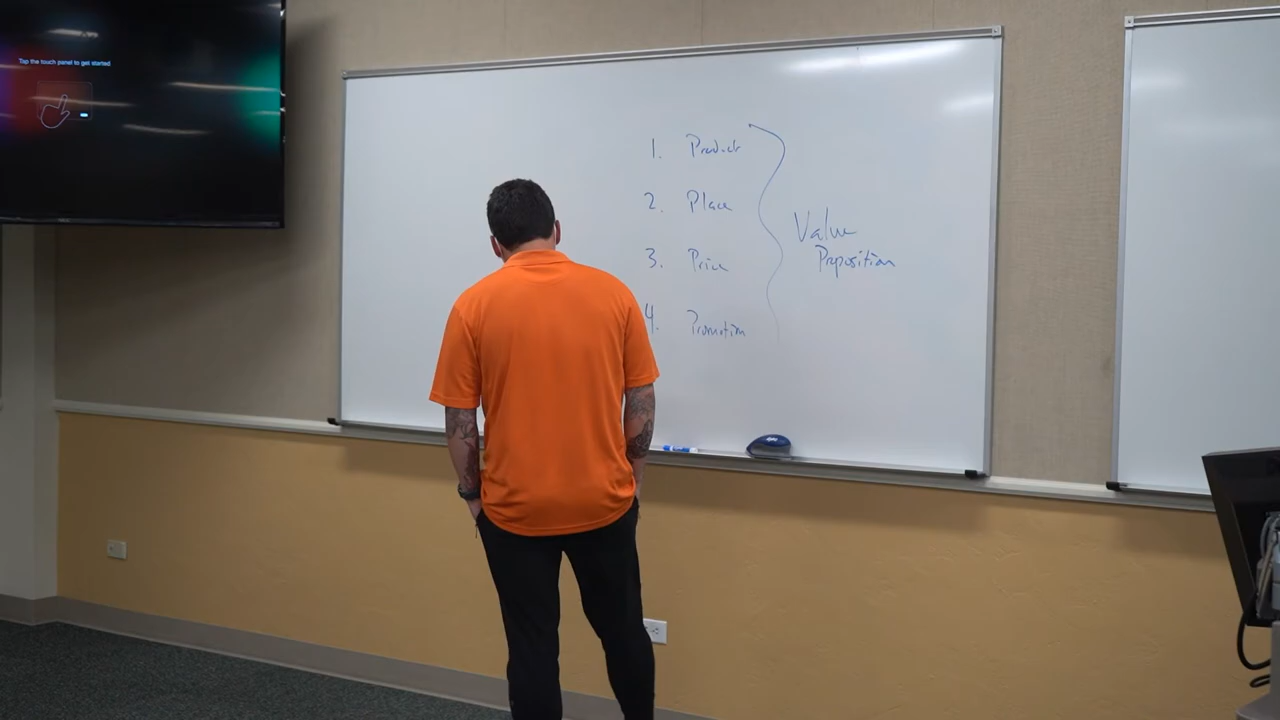 Tap the touch panel to get started
1. Product
2. Place
3. Price
4. Promotion
Value
Proposition